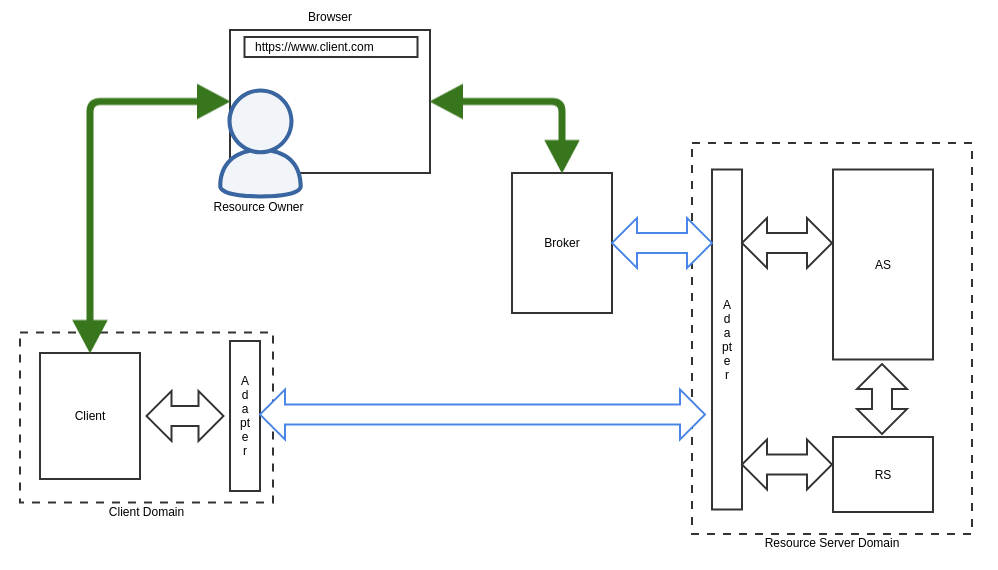 Browser
https://www.client.com
Resource Owner
Broker
AS
A
d
a
pt
e
r
Client
A
d
a
pt
e
r
RS
Client Domain
Resource Server Domain